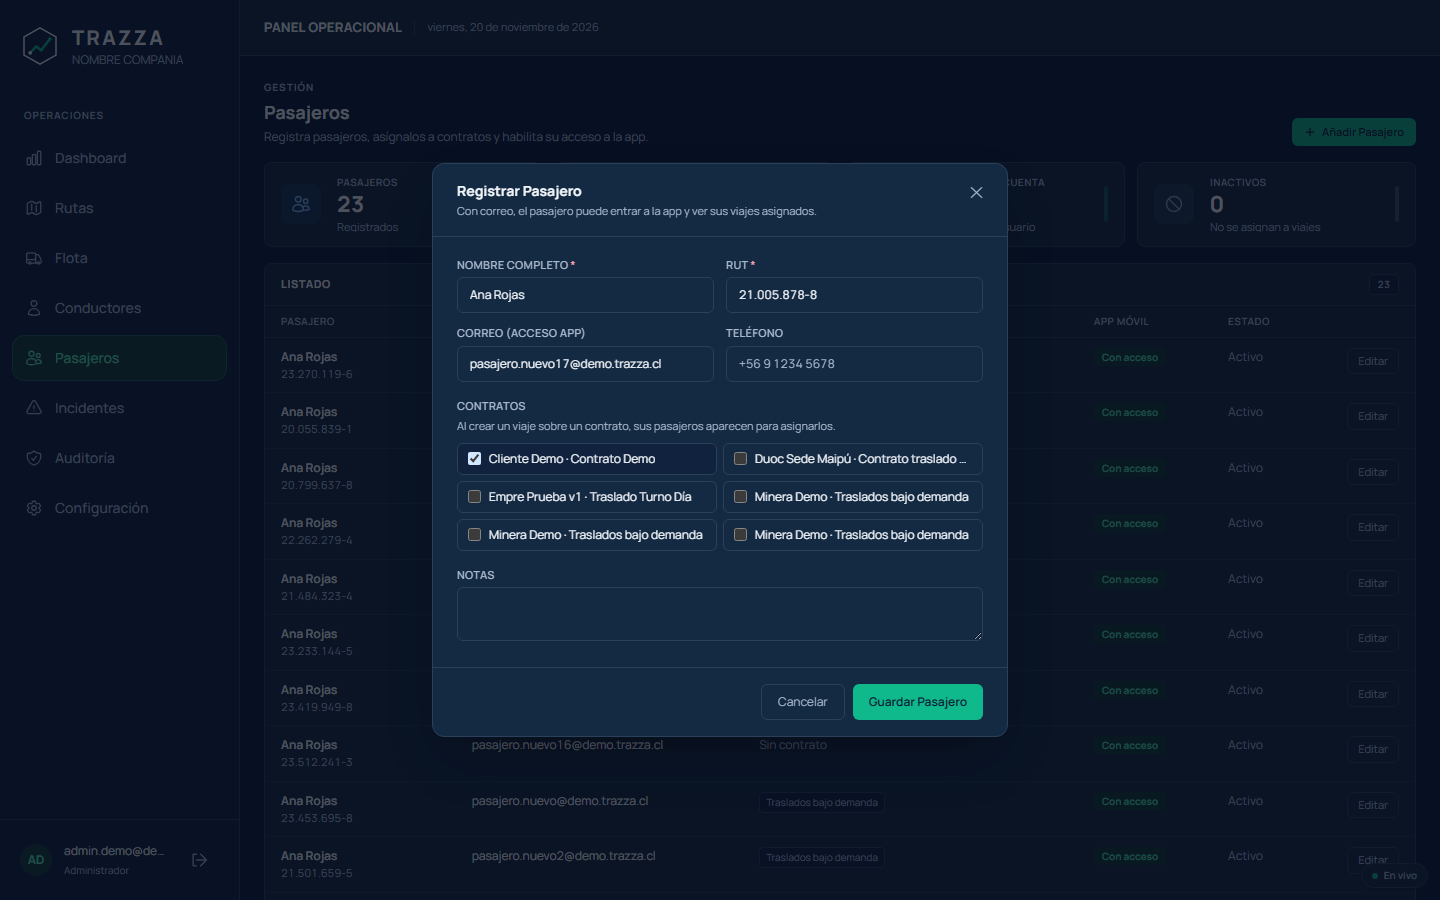 TRAZZA
NOMBRE COMPANIA
OPERACIONES
Dashboard
Rutas
Flota
Conductores
Pasajeros
Incidentes
Auditoría
Configuración
AD
admin.demo@de...
Administrador
PANEL OPERACIONAL
viernes, 20 de noviembre de 2026
GESTIÓN
Pasajeros
Registra pasajeros, asígnalos a contratos y habilita su acceso a la app.
+ Añadir Pasajero
PASAJEROS
23
Registrados
CUENTA
uario
INACTIVOS
0
No se asignan a viajes
LISTADO
23
PASAJERO
APP MÓVIL
ESTADO
Ana Rojas
23.270.119-6
Con acceso
Activo
Editar
Ana Rojas
20.055.839-1
Con acceso
Activo
Editar
Ana Rojas
20.799.637-8
Con acceso
Activo
Editar
Ana Rojas
22.262.279-4
Con acceso
Activo
Editar
Ana Rojas
21.484.323-4
Con acceso
Activo
Editar
Ana Rojas
23.233.144-5
Con acceso
Activo
Editar
Ana Rojas
23.419.949-8
Con acceso
Activo
Editar
Ana Rojas
23.512.241-3
pasajero.nuevo16@demo.trazza.cl
Sin contrato
Con acceso
Activo
Editar
Ana Rojas
23.453.695-8
pasajero.nuevo@demo.trazza.cl
Traslados bajo demanda
Con acceso
Activo
Editar
Ana Rojas
21.501.659-5
pasajero.nuevo2@demo.trazza.cl
Traslados bajo demanda
Con acceso
Activo
Editar
En vivo
Registrar Pasajero
Con correo, el pasajero puede entrar a la app y ver sus viajes asignados.
NOMBRE COMPLETO *
Ana Rojas
RUT *
21.005.878-8
CORREO (ACCESO APP)
pasajero.nuevo17@demo.trazza.cl
TELÉFONO
+56 9 1234 5678
CONTRATOS
Al crear un viaje sobre un contrato, sus pasajeros aparecen para asignarlos.
Cliente Demo · Contrato Demo
Duoc Sede Maipú · Contrato traslado ...
Empre Prueba v1 · Traslado Turno Día
Minera Demo · Traslados bajo demanda
Minera Demo · Traslados bajo demanda
Minera Demo · Traslados bajo demanda
NOTAS
Cancelar
Guardar Pasajero